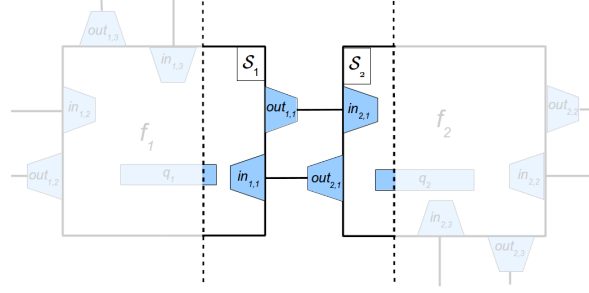 out1,3
in1,3
S1
S2
in1,2
out1,1
in2,1
out2,2
f1
f2
out1,2
q1
in1,1
out2,1
q2
in2,2
in2,3
out2,3